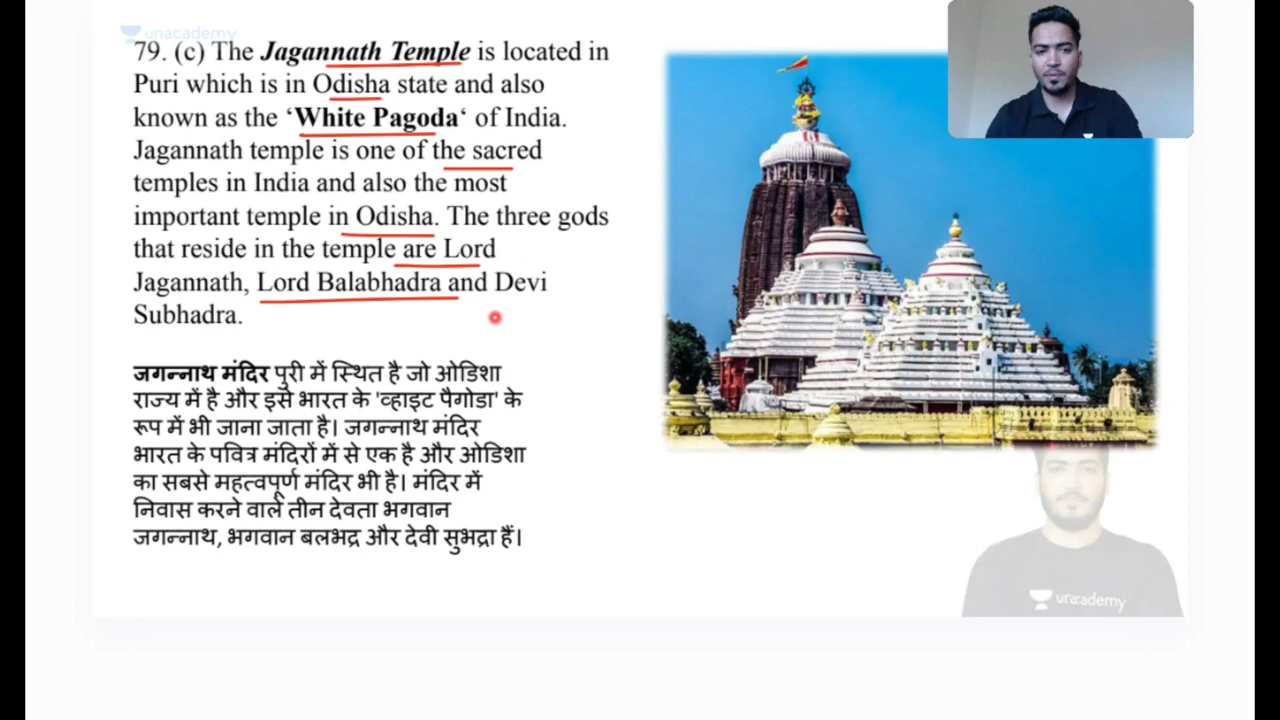 unacademy
79. (c) The Jagannath Temple is located in
Puri which is in Odisha state and also
known as the ‘White Pagoda‘ of India.
Jagannath temple is one of the sacred
temples in India and also the most
important temple in Odisha. The three gods
that reside in the temple are Lord
Jagannath, Lord Balabhadra and Devi
Subhadra.
जगन्नाथ मंदिर पुरी में स्थित है जो ओडिशा
राज्य में है और इसे भारत के 'व्हाइट पैगोडा' के
रूप में भी जाना जाता है। जगन्नाथ मंदिर
भारत के पवित्र मंदिरों में से एक है और ओडिशा
का सबसे महत्वपूर्ण मंदिर भी है। मंदिर में
निवास करने वाले तीन देवता भगवान
जगन्नाथ, भगवान बलभद्र और देवी सुभद्रा हैं।
unacademy